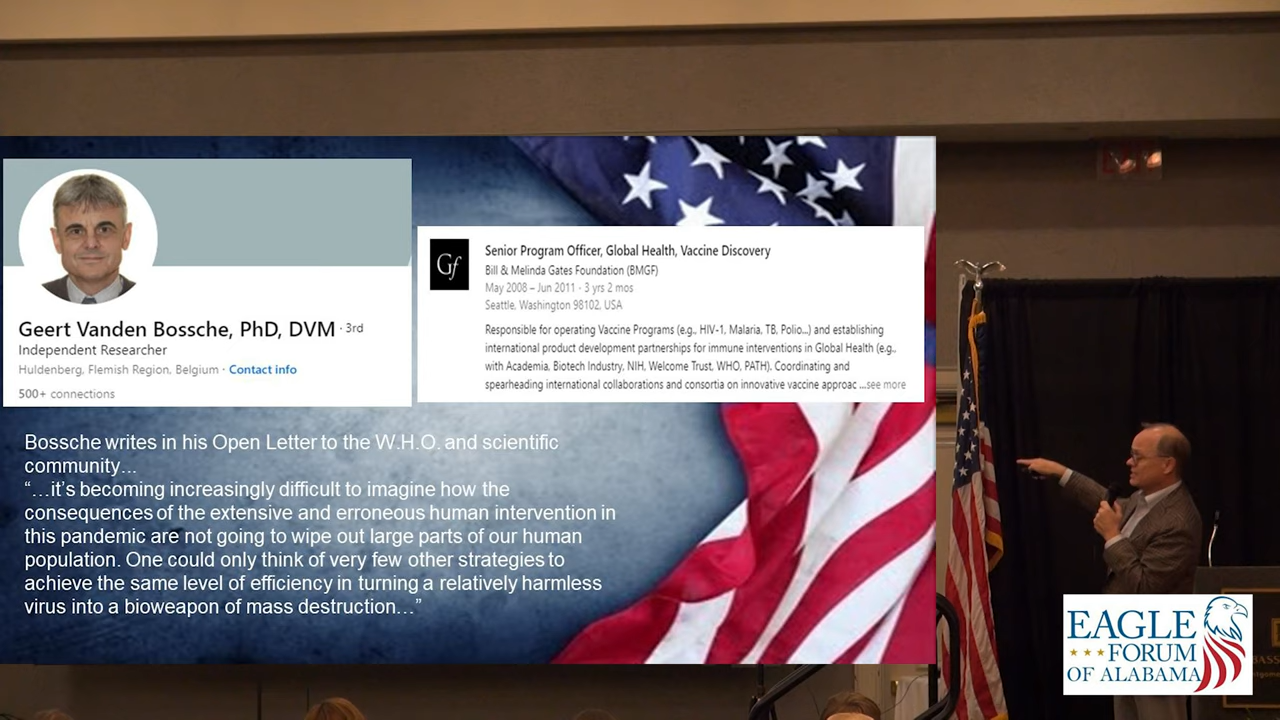 Geert Vanden Bossche, PhD, DVM · 3rd
Independent Researcher
Huldenberg, Flemish Region, Belgium · Contact info
500+ connections
Gf
Senior Program Officer, Global Health, Vaccine Discovery
Bill & Melinda Gates Foundation (BMGF)
May 2008 – Jun 2011 · 3 yrs 2 mos
Seattle, Washington 98102, USA
Responsible for operating Vaccine Programs (e.g., HIV-1, Malaria, TB, Polio...) and establishing
international product development partnerships for immune interventions in Global Health (e.g.,
with Academia, Biotech Industry, NIH, Welcome Trust, WHO, PATH). Coordinating and
spearheading international collaborations and consortia on innovative vaccine approac ...see more
Bossche writes in his Open Letter to the W.H.O. and scientific
community...
“…it’s becoming increasingly difficult to imagine how the
consequences of the extensive and erroneous human intervention in
this pandemic are not going to wipe out large parts of our human
population. One could only think of very few other strategies to
achieve the same level of efficiency in turning a relatively harmless
virus into a bioweapon of mass destruction…”
EAGLE
FORUM
OF ALABAMA